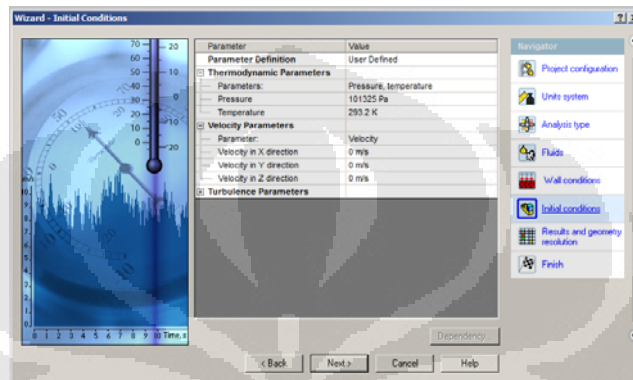 Wizard - Initial Conditions
Parameter Value
Parameter Definition User Defined
Thermodynamic Parameters
Parameters: Pressure, temperature
Pressure 101325 Pa
Temperature 293.2 K
Velocity Parameters
Parameter: Velocity
Velocity in X direction 0 m/s
Velocity in Y direction 0 m/s
Velocity in Z direction 0 m/s
Turbulence Parameters
Dependency...
< Back
Next >
Cancel
Help
Navigator
Project configuration
Units system
Analysis type
Fluids
Wall conditions
Initial conditions
Results and geometry
resolution
Finish
70
60
50
40
30
20
10
0
20
10
0
-10
-20
0 1 2 3 4 5 6 7 8 9 10 Time, s